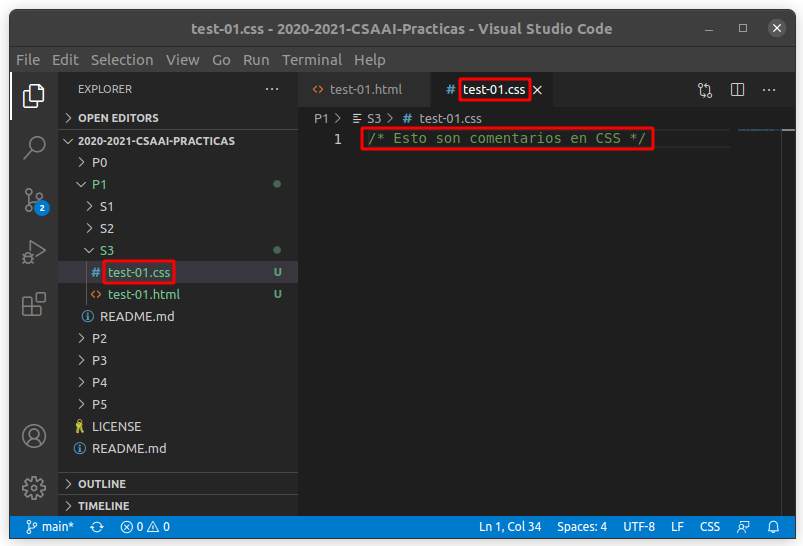 test-01.css - 2020-2021-CSAAI-Practicas - Visual Studio Code
File Edit Selection View Go Run Terminal Help
EXPLORER
test-01.html
# test-01.css
OPEN EDITORS
2020-2021-CSAAI-PRACTICAS
P0
P1
S1
S2
S3
# test-01.css U
test-01.html U
README.md
P2
P3
P4
P5
LICENSE
README.md
OUTLINE
TIMELINE
2
P1 > S3 > # test-01.css
1 /* Esto son comentarios en CSS */
main* 0 0 Ln 1, Col 34 Spaces: 4 UTF-8 LF CSS